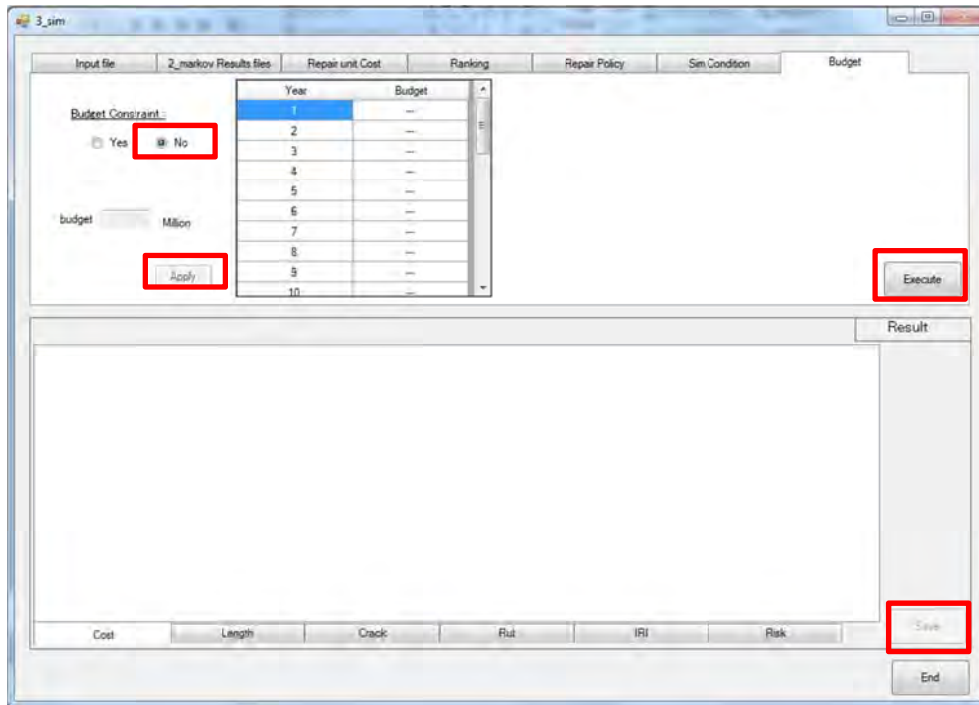 3_sim
Input file 2_markov Results files Repair unit Cost Ranking Repair Policy Sim Condition Budget
Budget Constraint :
Yes No
budget Million
Apply
Year Budget
1 ---
2 ---
3 ---
4 ---
5 ---
6 ---
7 ---
8 ---
9 ---
10 ---
Execute
Result
Cost Length Crack Rut IRI Risk
Save
End